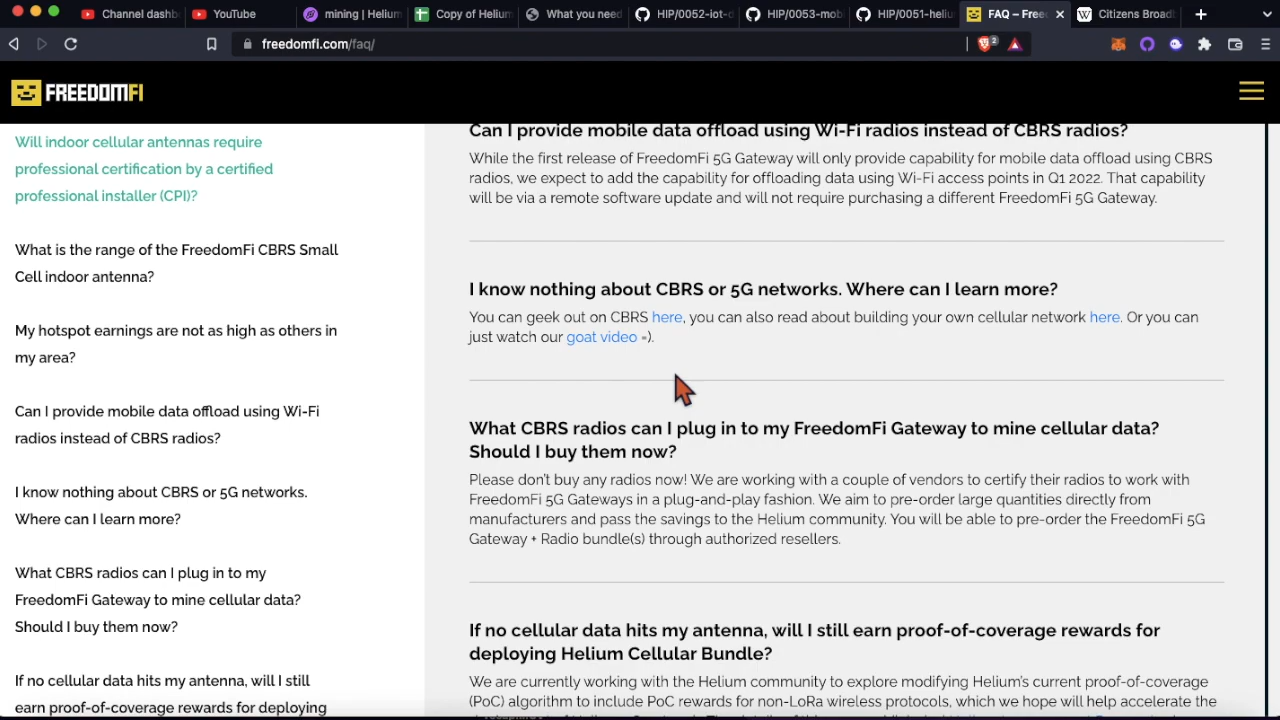 Channel dashb
YouTube
mining | Helium
Copy of Helium
What you need
HIP/0052-iot-d
HIP/0053-mob
HIP/0051-heliu
FAQ – Free
Citizens Broad
freedomfi.com/faq/
2
FREEDOMFI
Will indoor cellular antennas require
professional certification by a certified
professional installer (CPI)?
What is the range of the FreedomFi CBRS Small
Cell indoor antenna?
My hotspot earnings are not as high as others in
my area?
Can I provide mobile data offload using Wi-Fi
radios instead of CBRS radios?
I know nothing about CBRS or 5G networks.
Where can I learn more?
What CBRS radios can I plug in to my
FreedomFi Gateway to mine cellular data?
Should I buy them now?
If no cellular data hits my antenna, will I still
earn proof-of-coverage rewards for deploying
Can I provide mobile data offload using Wi-Fi radios instead of CBRS radios?
While the first release of FreedomFi 5G Gateway will only provide capability for mobile data offload using CBRS
radios, we expect to add the capability for offloading data using Wi-Fi access points in Q1 2022. That capability
will be via a remote software update and will not require purchasing a different FreedomFi 5G Gateway.
I know nothing about CBRS or 5G networks. Where can I learn more?
You can geek out on CBRS here, you can also read about building your own cellular network here. Or you can
just watch our goat video =).
What CBRS radios can I plug in to my FreedomFi Gateway to mine cellular data?
Should I buy them now?
Please don't buy any radios now! We are working with a couple of vendors to certify their radios to work with
FreedomFi 5G Gateways in a plug-and-play fashion. We aim to pre-order large quantities directly from
manufacturers and pass the savings to the Helium community. You will be able to pre-order the FreedomFi 5G
Gateway + Radio bundle(s) through authorized resellers.
If no cellular data hits my antenna, will I still earn proof-of-coverage rewards for
deploying Helium Cellular Bundle?
We are currently working with the Helium community to explore modifying Helium's current proof-of-coverage
(PoC) algorithm to include PoC rewards for non-LoRa wireless protocols, which we hope will help accelerate the